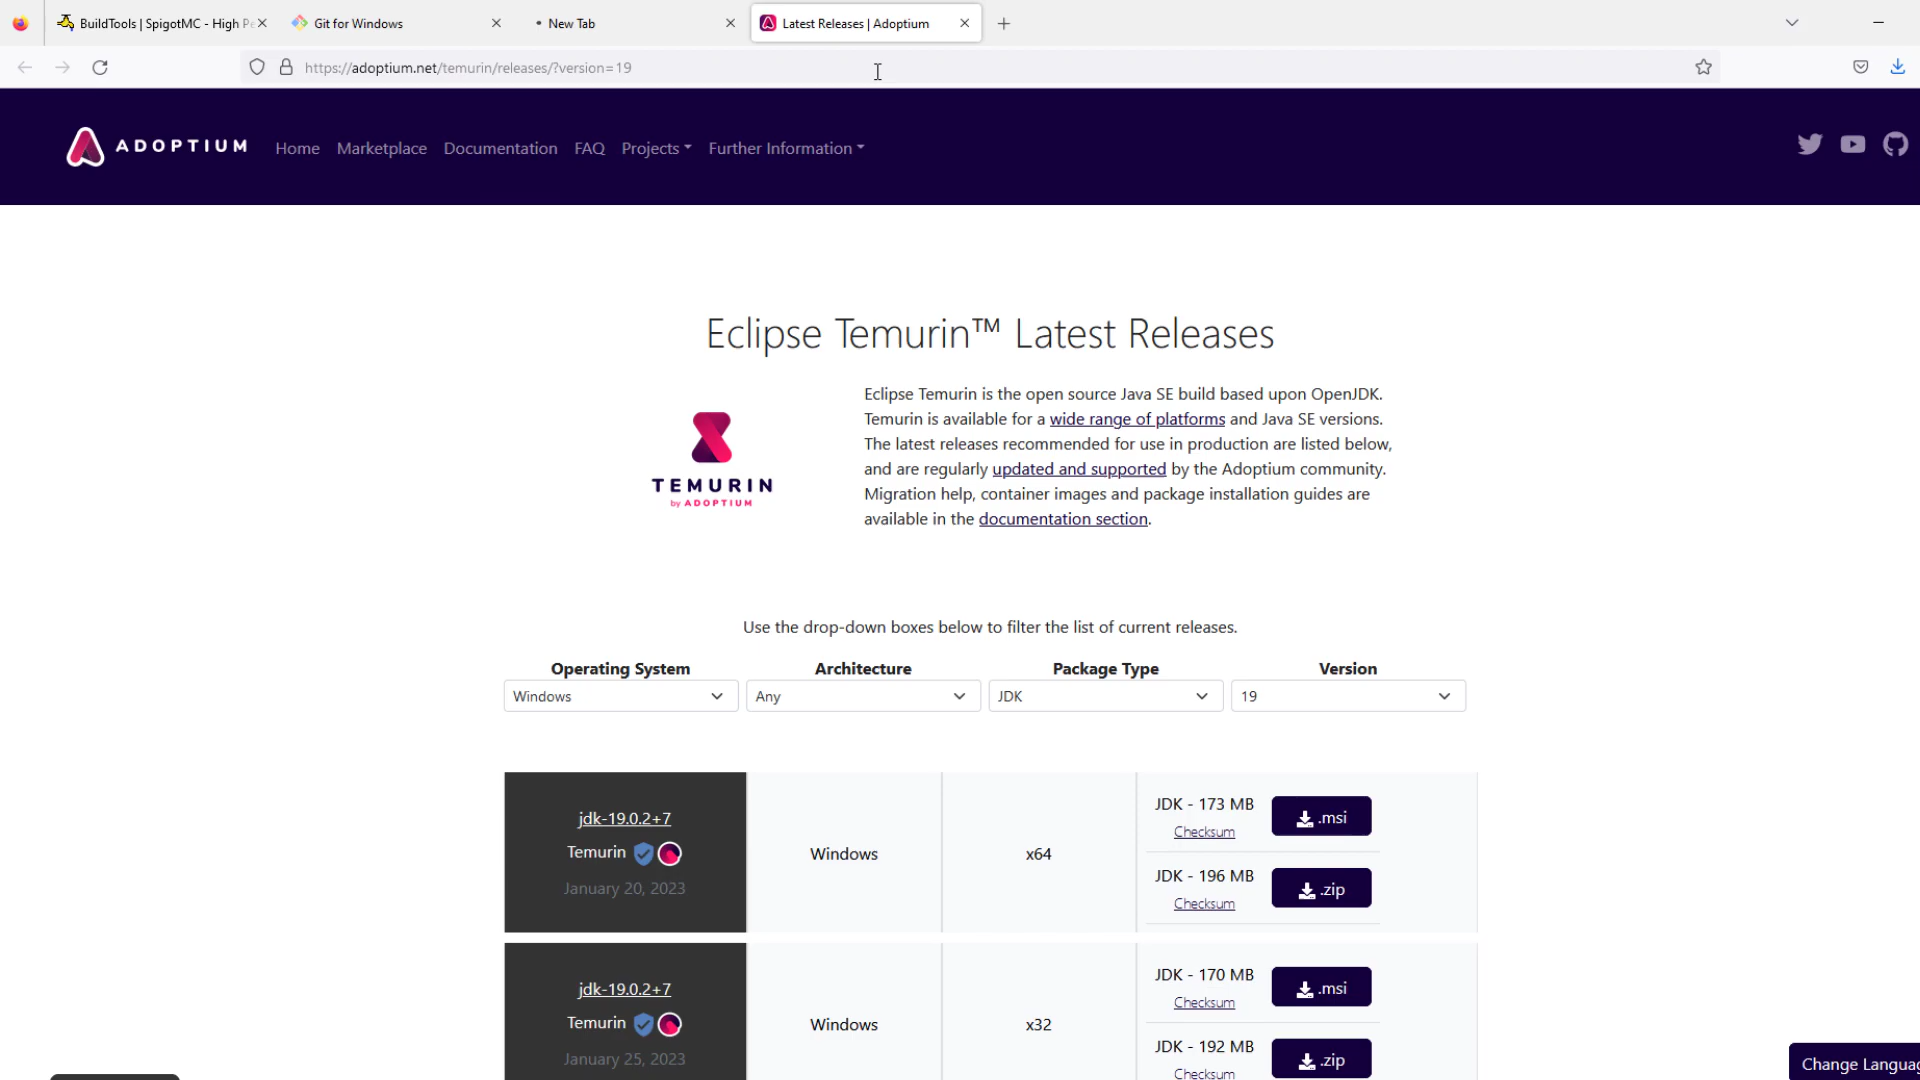 BuildTools | SpigotMC - High Pe
Git for Windows
New Tab
Latest Releases | Adoptium
https://adoptium.net/temurin/releases/?version=19
ADOPTIUM
Home
Marketplace
Documentation
FAQ
Projects
Further Information
Eclipse Temurin™ Latest Releases
TEMURIN
by ADOPTIUM
Eclipse Temurin is the open source Java SE build based upon OpenJDK.
Temurin is available for a wide range of platforms and Java SE versions.
The latest releases recommended for use in production are listed below,
and are regularly updated and supported by the Adoptium community.
Migration help, container images and package installation guides are
available in the documentation section.
Use the drop-down boxes below to filter the list of current releases.
Operating System
Architecture
Package Type
Version
Windows
Any
JDK
19
jdk-19.0.2+7
Temurin
January 20, 2023
Windows
x64
JDK - 173 MB
Checksum
.msi
JDK - 196 MB
Checksum
.zip
jdk-19.0.2+7
Temurin
January 25, 2023
Windows
x32
JDK - 170 MB
Checksum
.msi
JDK - 192 MB
Checksum
.zip
Change Languag